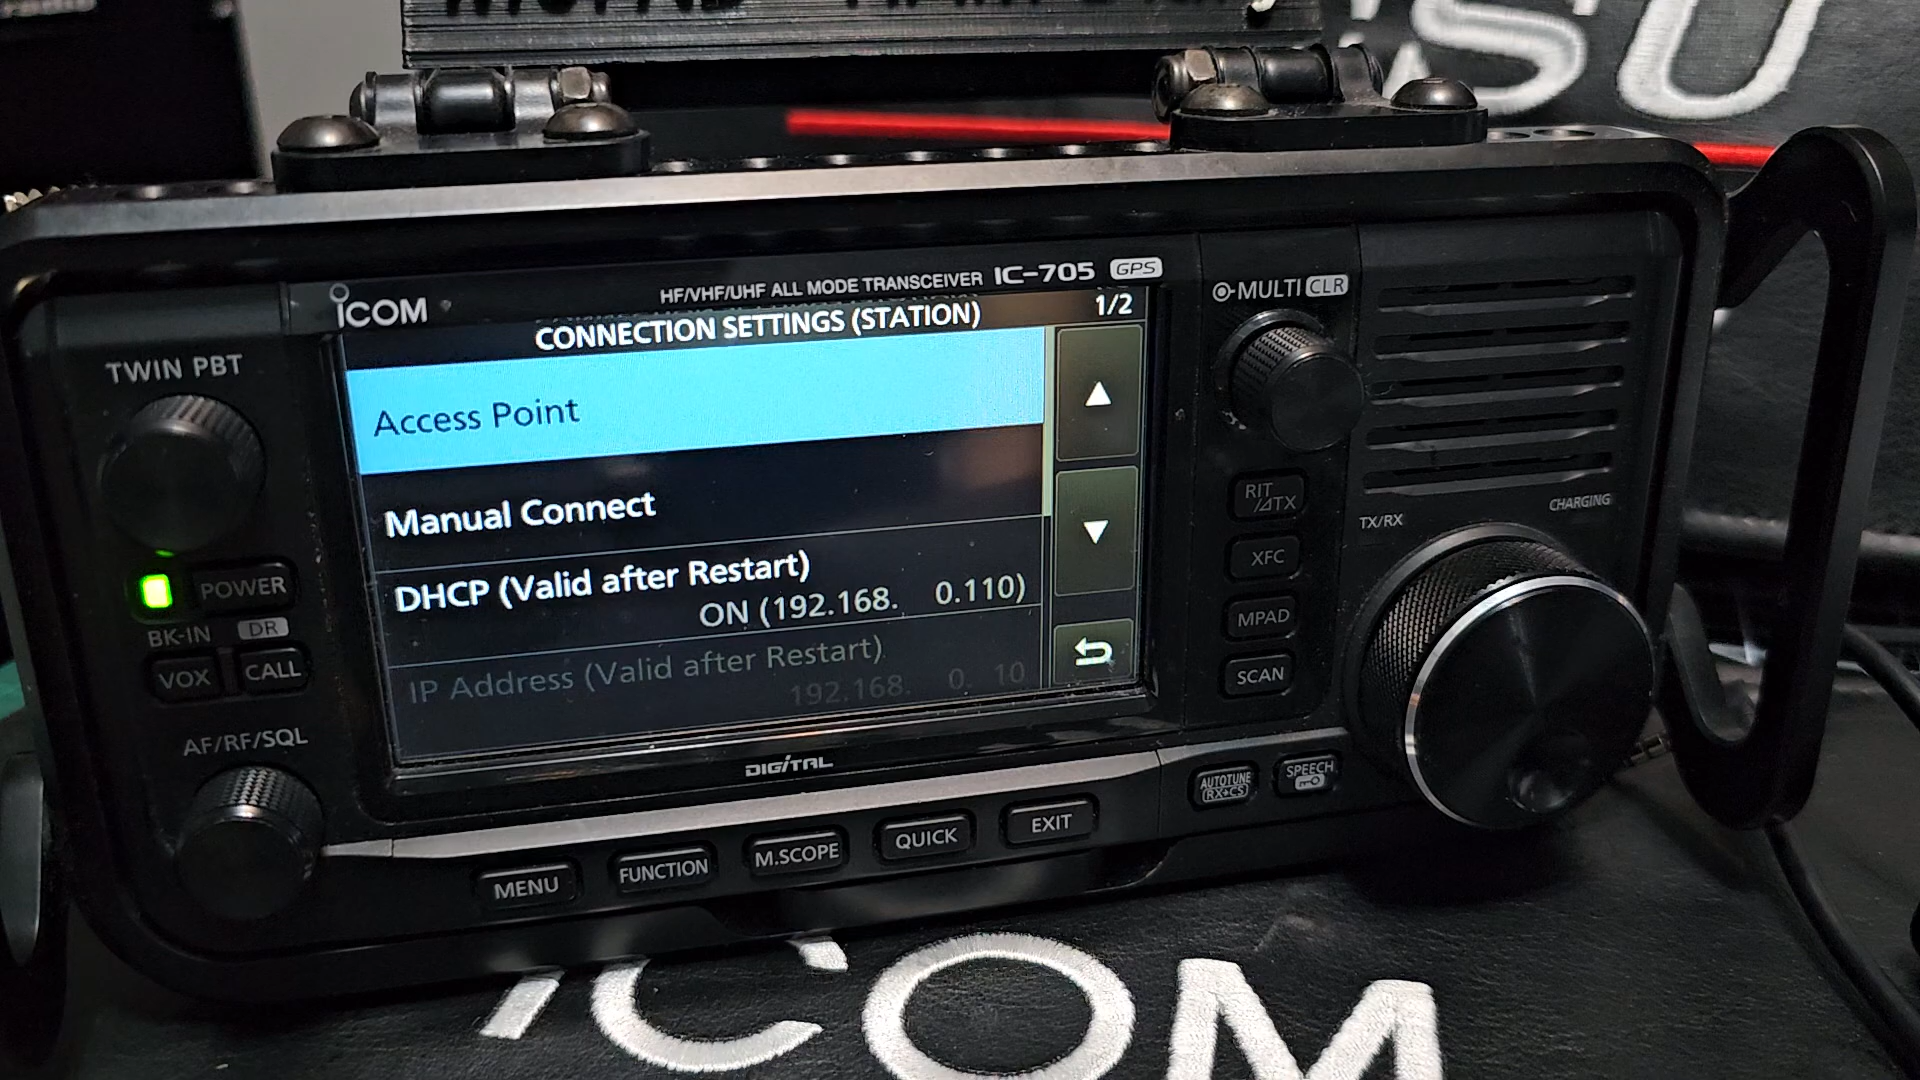 SU
ICOM
HF/VHF/UHF ALL MODE TRANSCEIVER IC-705 GPS
CONNECTION SETTINGS (STATION) 1/2
Access Point
Manual Connect
DHCP (Valid after Restart)
ON (192.168. 0.110)
IP Address (Valid after Restart)
192.168. 0. 10
DIGITAL
TWIN PBT
POWER
BK-IN DR
VOX CALL
AF/RF/SQL
MENU FUNCTION M.SCOPE QUICK EXIT
MULTI CLR
RIT/⊿TX
XFC
MPAD
SCAN
TX/RX
CHARGING
AUTOTUNE
RX→CS
SPEECH
ICOM